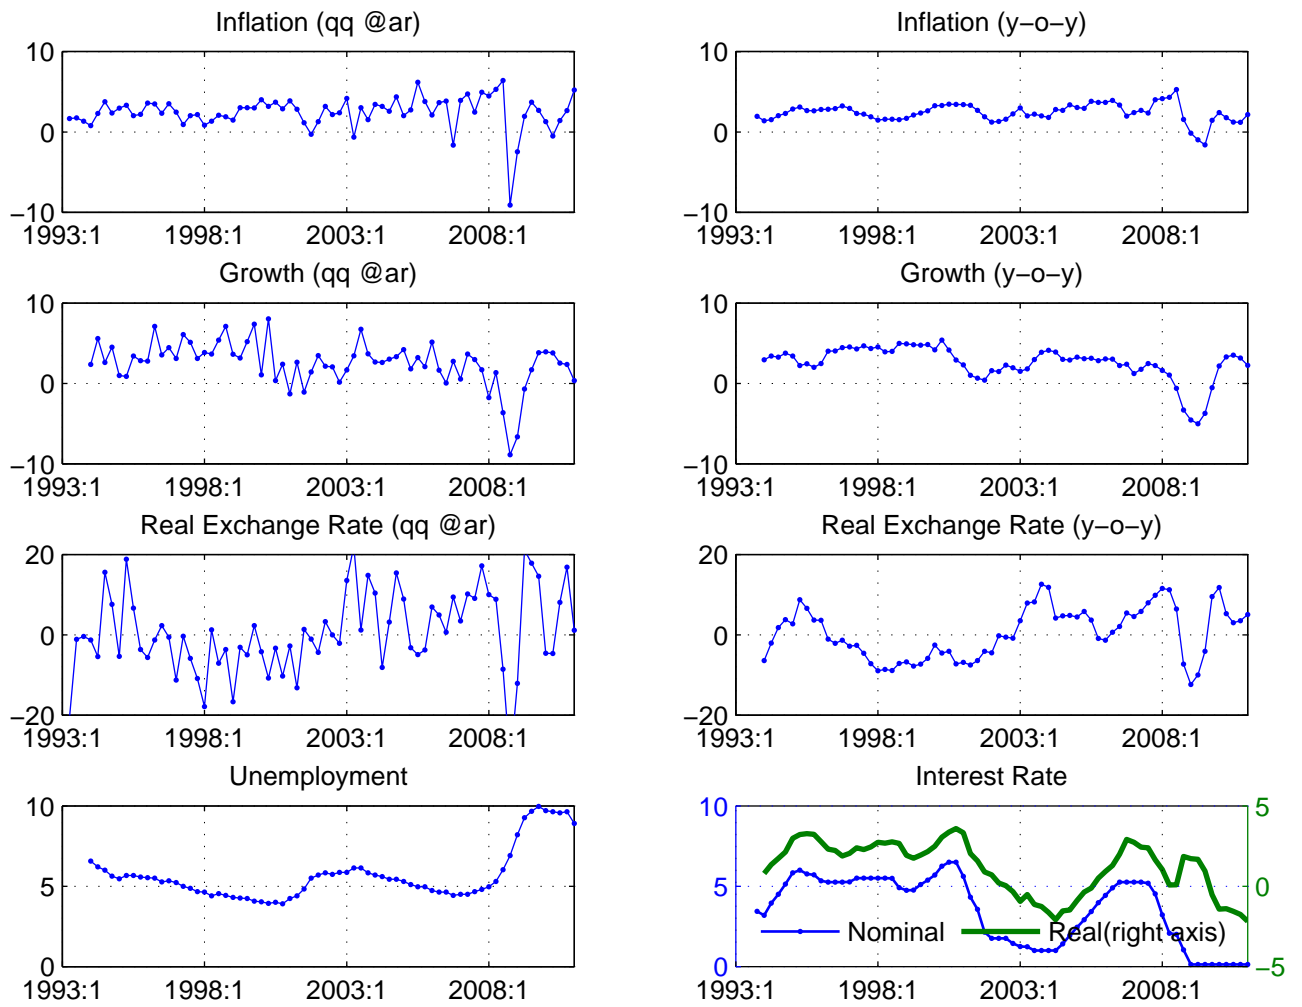 Inflation (qq @ar)
10
0
−10
1993:1 1998:1 2003:1 2008:1
Inflation (y−o−y)
10
0
−10
1993:1 1998:1 2003:1 2008:1
Growth (qq @ar)
10
0
−10
1993:1 1998:1 2003:1 2008:1
Growth (y−o−y)
10
0
−10
1993:1 1998:1 2003:1 2008:1
Real Exchange Rate (qq @ar)
20
0
−20
1993:1 1998:1 2003:1 2008:1
Real Exchange Rate (y−o−y)
20
0
−20
1993:1 1998:1 2003:1 2008:1
Unemployment
10
5
0
1993:1 1998:1 2003:1 2008:1
Interest Rate
10 5
5 0
Nominal Real(right axis)
0 −5
1993:1 1998:1 2003:1 2008:1